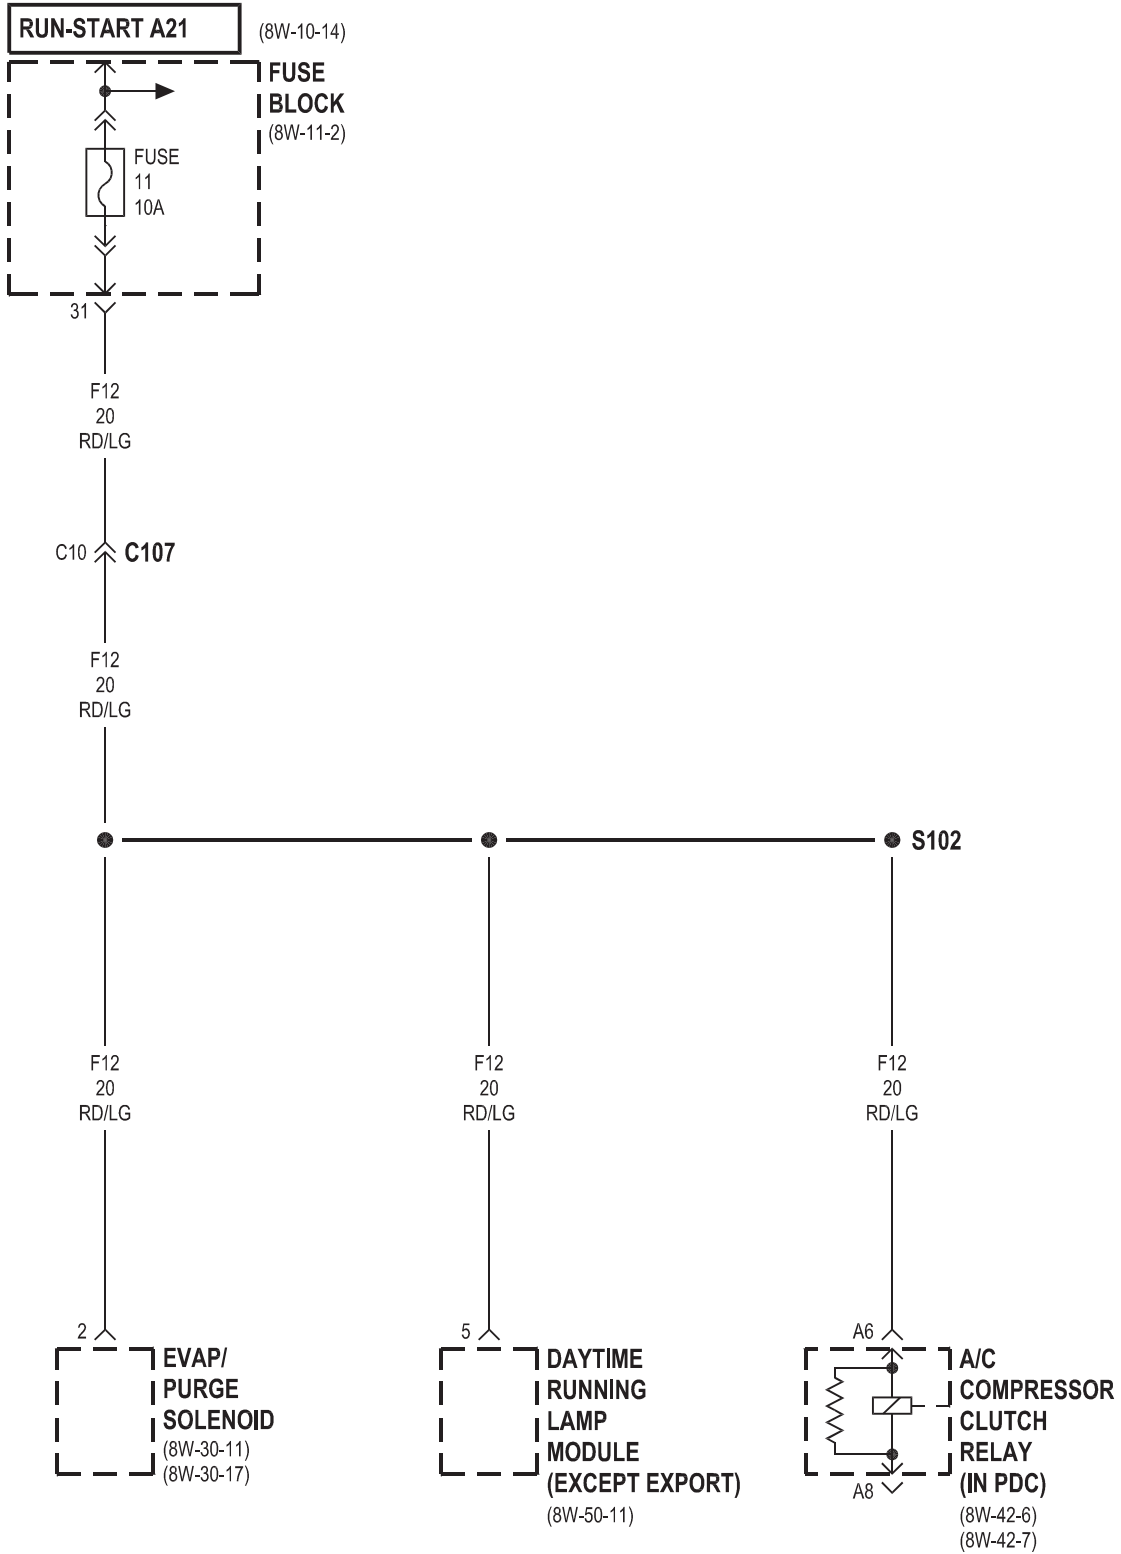 RUN-START A21
(8W-10-14)
FUSE
BLOCK
(8W-11-2)
FUSE
11
10A
31
F12
20
RD/LG
C10
C107
F12
20
RD/LG
S102
F12
20
RD/LG
F12
20
RD/LG
F12
20
RD/LG
2
EVAP/
PURGE
SOLENOID
(8W-30-11)
(8W-30-17)
5
DAYTIME
RUNNING
LAMP
MODULE
(EXCEPT EXPORT)
(8W-50-11)
A6
A/C
COMPRESSOR
CLUTCH
RELAY
(IN PDC)
(8W-42-6)
(8W-42-7)
A8